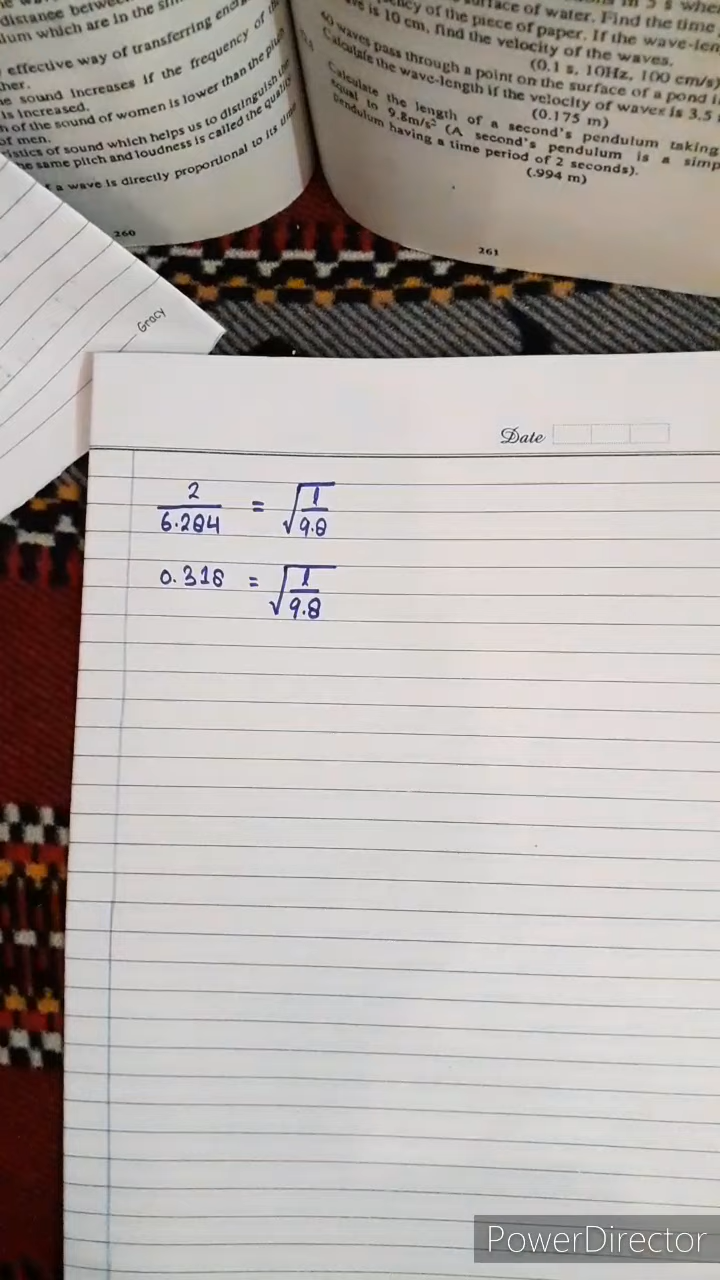 distance between
lum which are in the
effective way of transferring
ther.
sound increases if the frequency of
is increased.
of the sound of women is lower than the pitch
of men.
of sound which helps us to distinguish
same pitch and loudness is called the quality
a wave is directly proportional to its time
260
surface of water. Find the time
of the piece of paper. If the
is 10 cm, find the velocity of the waves.
(0.1 s, 10Hz, 100 cm/s)
40 waves pass through a point on the surface of a pond
Calculate the wave-length if the velocity of waves is 3.5
(0.175 m)
Calculate the length of a second's pendulum taking
equal to 9.8m/s² (A second's pendulum is a
pendulum having a time period of 2 seconds).
(.994 m)
261
Gracy
Date
2/6.284 = √l/9.8
0.318 = √l/9.8
PowerDirector